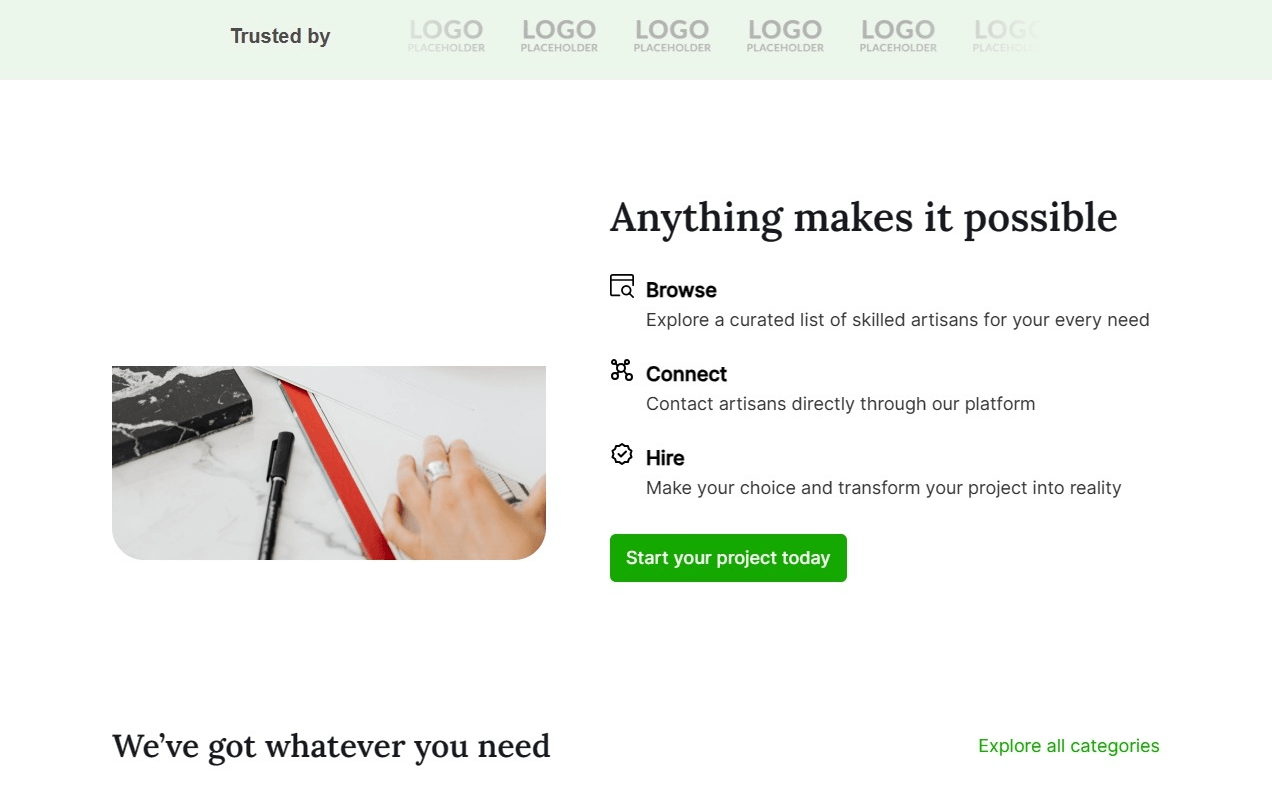 Trusted by
LOGO LOGO LOGO LOGO LOGO LOGO
PLACEHOLDER PLACEHOLDER PLACEHOLDER PLACEHOLDER PLACEHOLDER
Anything makes it possible
Browse
Explore a curated list of skilled artisans for your every need
Connect
Contact artisans directly through our platform
Hire
Make your choice and transform your project into reality
Start your project today
We’ve got whatever you need
Explore all categories